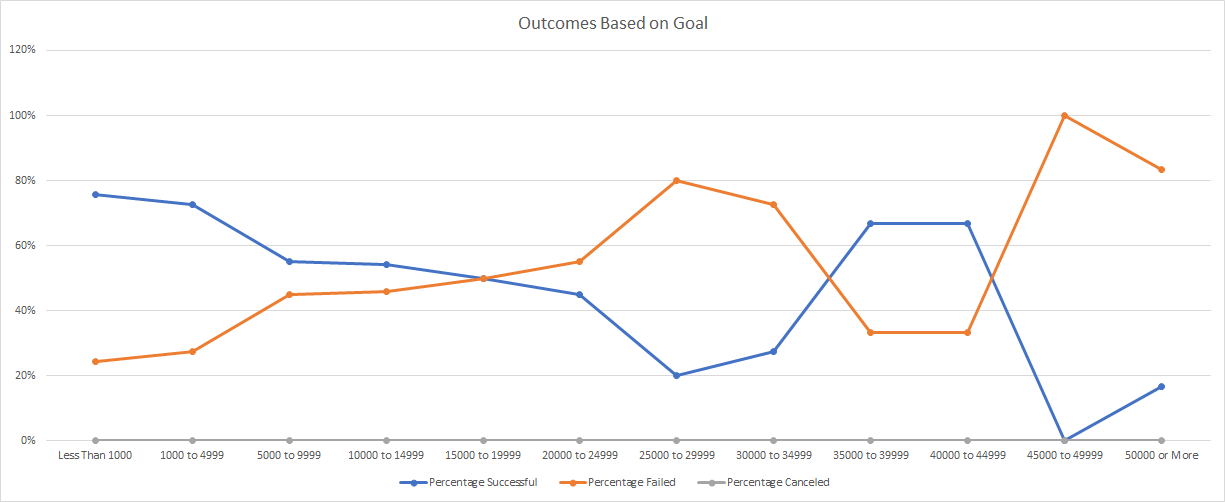 Outcomes Based on Goal
120%
100%
80%
60%
40%
20%
0%
Less Than 1000 1000 to 4999 5000 to 9999 10000 to 14999 15000 to 19999 20000 to 24999 25000 to 29999 30000 to 34999 35000 to 39999 40000 to 44999 45000 to 49999 50000 or More
Percentage Successful Percentage Failed Percentage Canceled